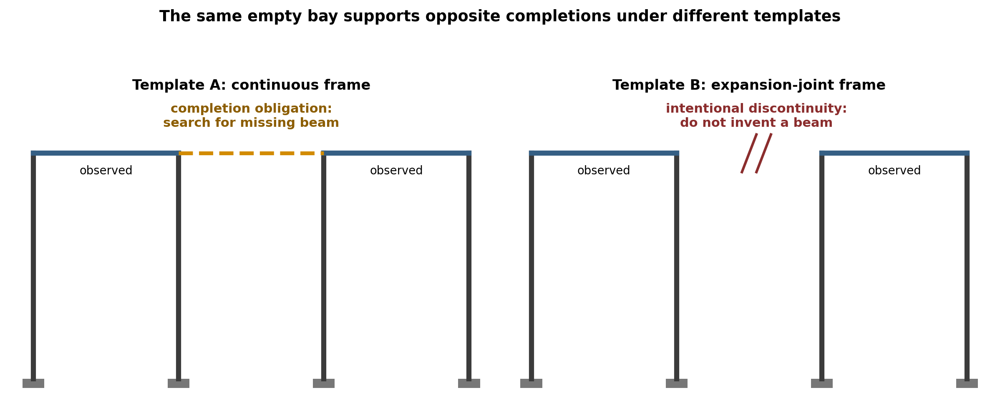 The same empty bay supports opposite completions under different templates
Template A: continuous frame
completion obligation:
search for missing beam
observed
observed
Template B: expansion-joint frame
intentional discontinuity:
do not invent a beam
observed
observed